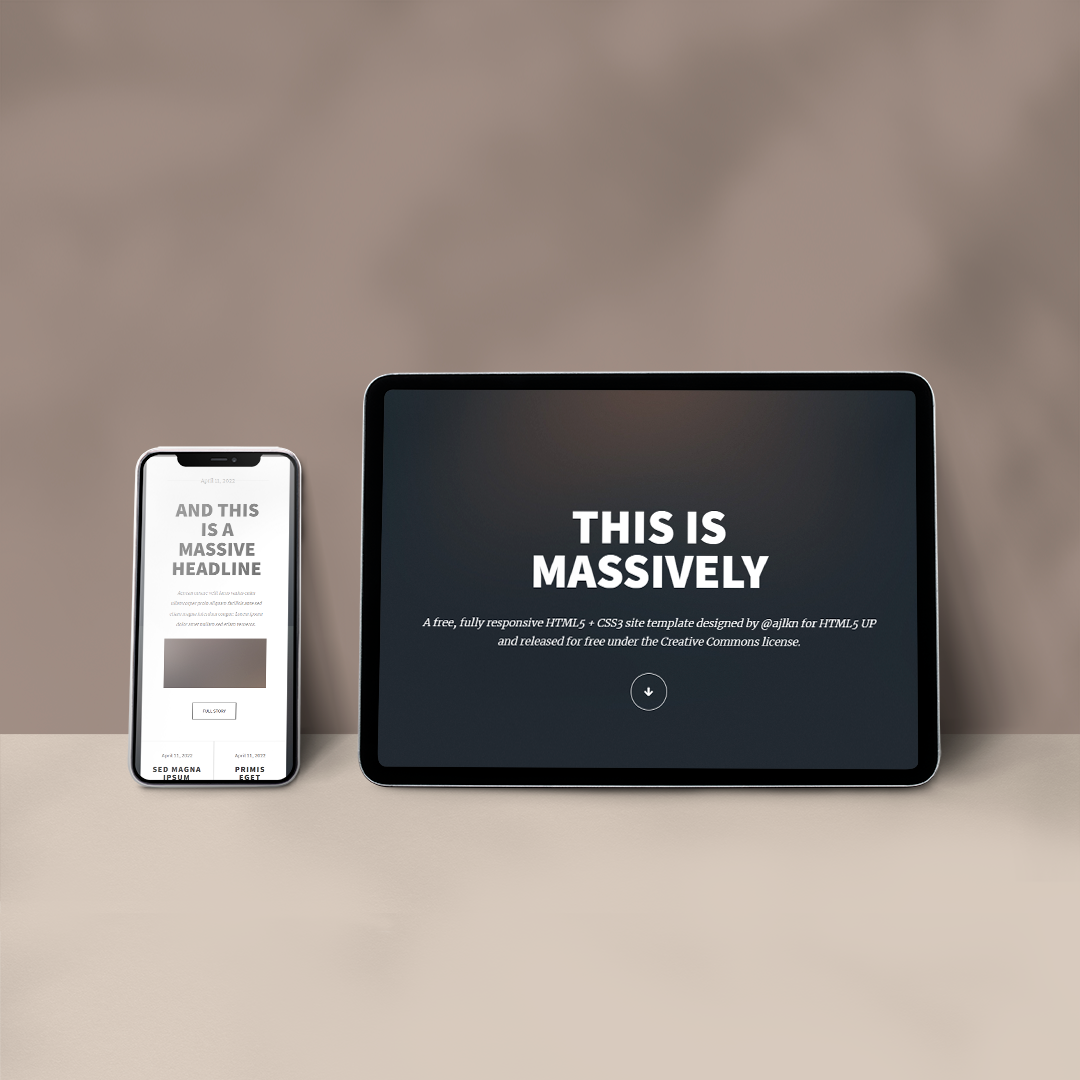 April 11, 2022
AND THIS
IS A
MASSIVE
HEADLINE
FULL STORY
April 11, 2022
SED MAGNA
IPSUM
April 11, 2022
PRIMIS
EGET
THIS IS
MASSIVELY
A free, fully responsive HTML5 + CSS3 site template designed by @ajlkn for HTML5 UP
and released for free under the Creative Commons license.